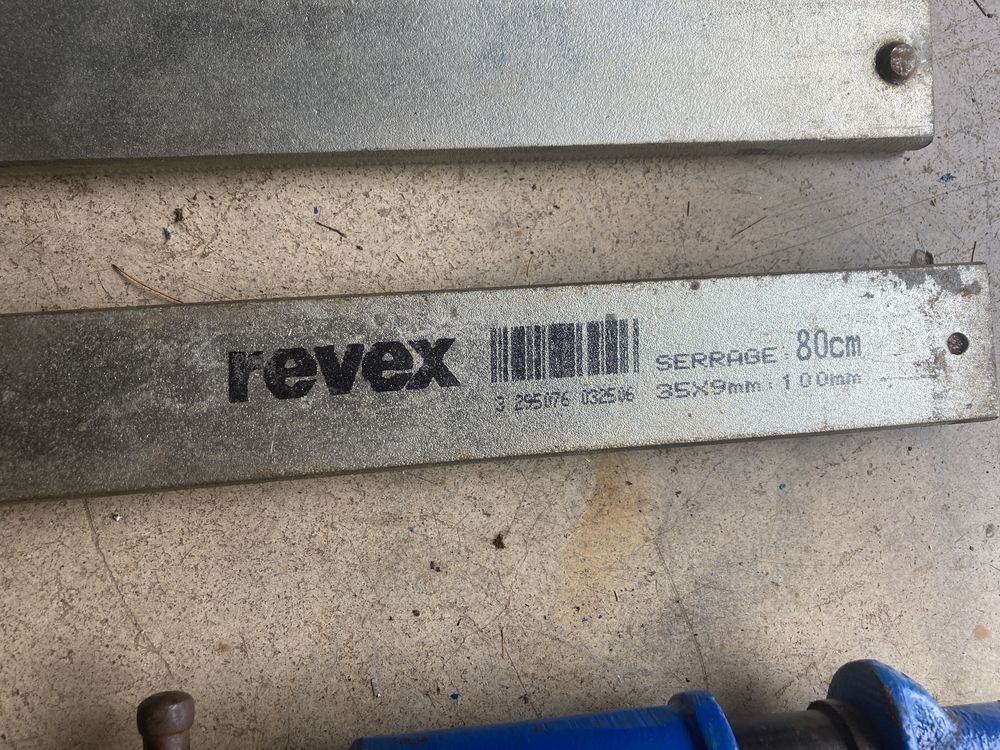 revex
SERRAGE : 80cm
3 295076 032506
35X9mm · 100mm